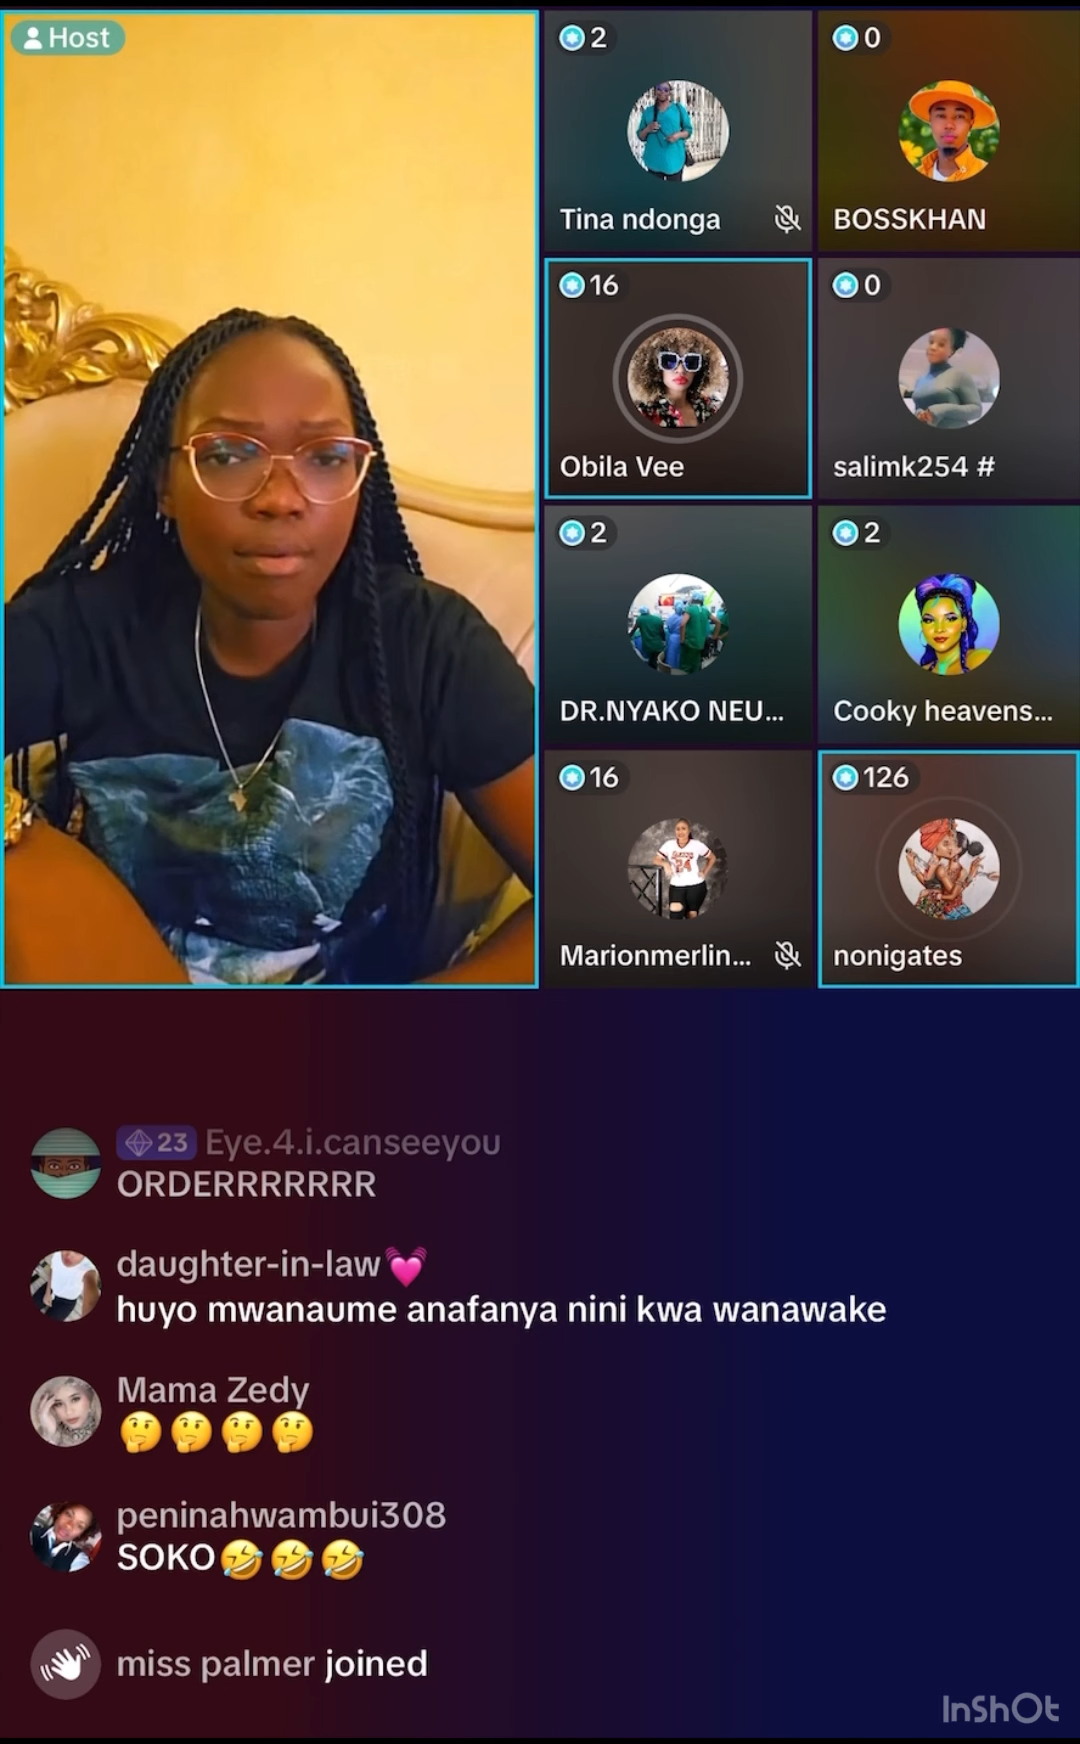 Host
2
Tina ndonga
0
BOSSKHAN
16
Obila Vee
0
salimk254 #
2
DR.NYAKO NEU...
2
Cooky heavens...
16
24
Marionmerlin...
126
nonigates
23 Eye.4.i.canseeyou
ORDERRRRRRR
daughter-in-law💓
huyo mwanaume anafanya nini kwa wanawake
Mama Zedy
🤔🤔🤔🤔
peninahwambui308
SOKO🤣🤣🤣
miss palmer joined
InShOt